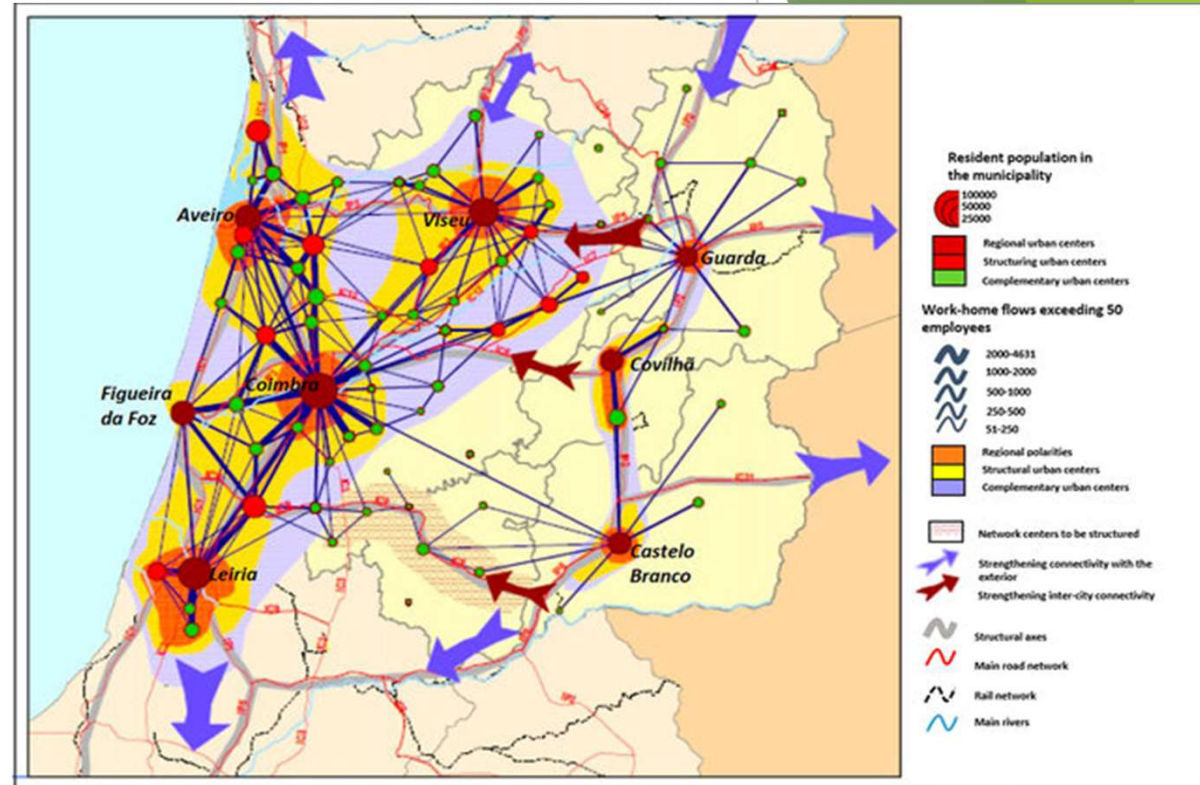 Aveiro
Viseu
Guarda
Covilhã
Coimbra
Figueira
da Foz
Leiria
Castelo
Branco
Resident population in
the municipality
100000
50000
25000
Regional urban centers
Structuring urban centers
Complementary urban centers
Work-home flows exceeding 50
employees
2000-4631
1000-2000
500-1000
250-500
51-250
Regional polarities
Structural urban centers
Complementary urban centers
Network centers to be structured
Strengthening connectivity with the
exterior
Strengthening inter-city connectivity
Structural axes
Main road network
Rail network
Main rivers